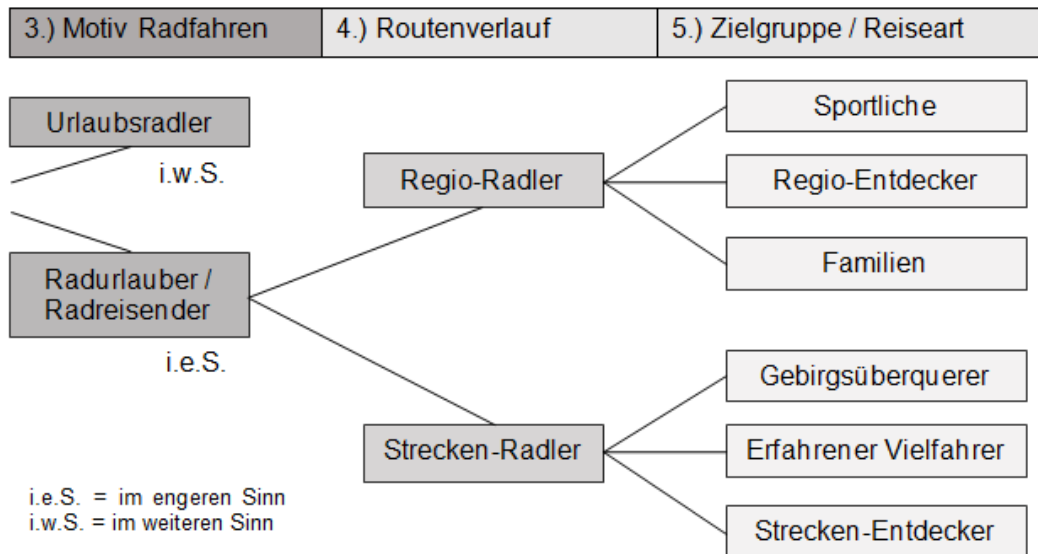 3.) Motiv Radfahren
4.) Routenverlauf
5.) Zielgruppe / Reiseart
Urlaubsradler
i.w.S.
Radurlauber /
Radreisender
i.e.S.
Regio-Radler
Strecken-Radler
Sportliche
Regio-Entdecker
Familien
Gebirgsüberquerer
Erfahrener Vielfahrer
Strecken-Entdecker
i.e.S. = im engeren Sinn
i.w.S. = im weiteren Sinn